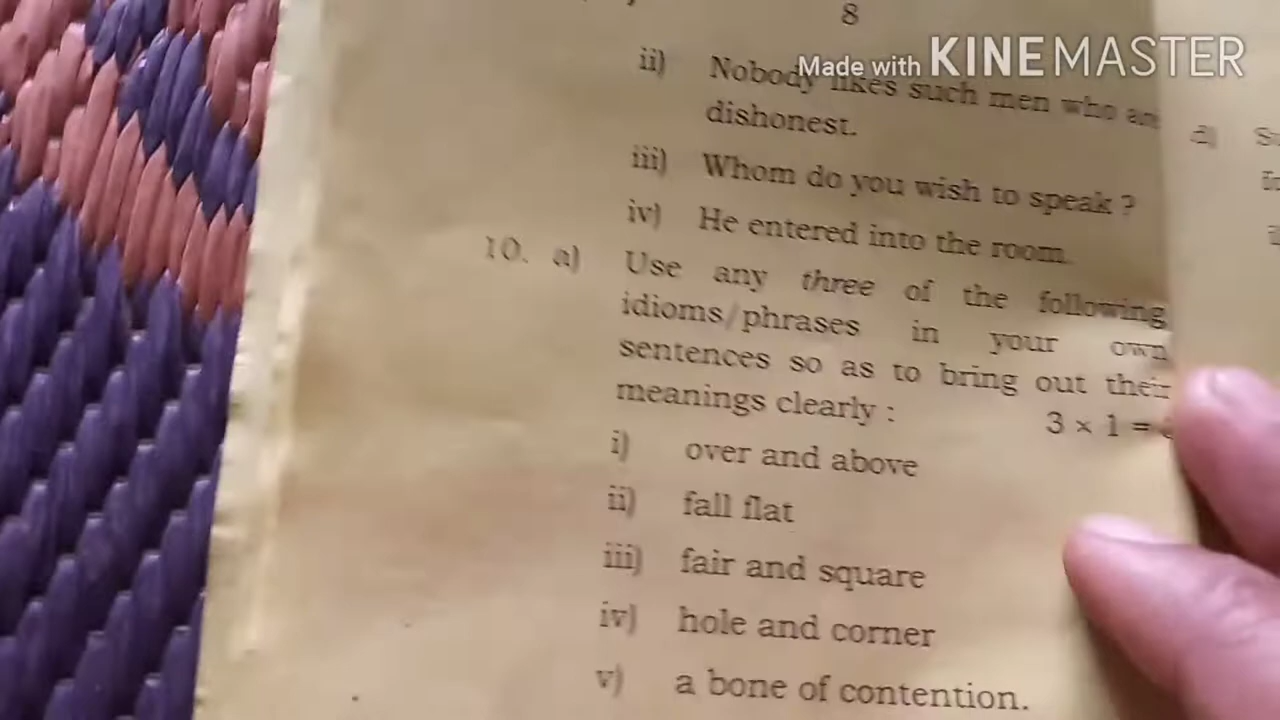 8
Made with KINEMASTER
ii) Nobody likes such men who
dishonest.
iii) Whom do you wish to speak ?
iv) He entered into the room.
10. a) Use any three of the following
idioms/phrases in your own
sentences so as to bring out their
meanings clearly : 3 × 1 =
i) over and above
ii) fall flat
iii) fair and square
iv) hole and corner
v) a bone of contention.